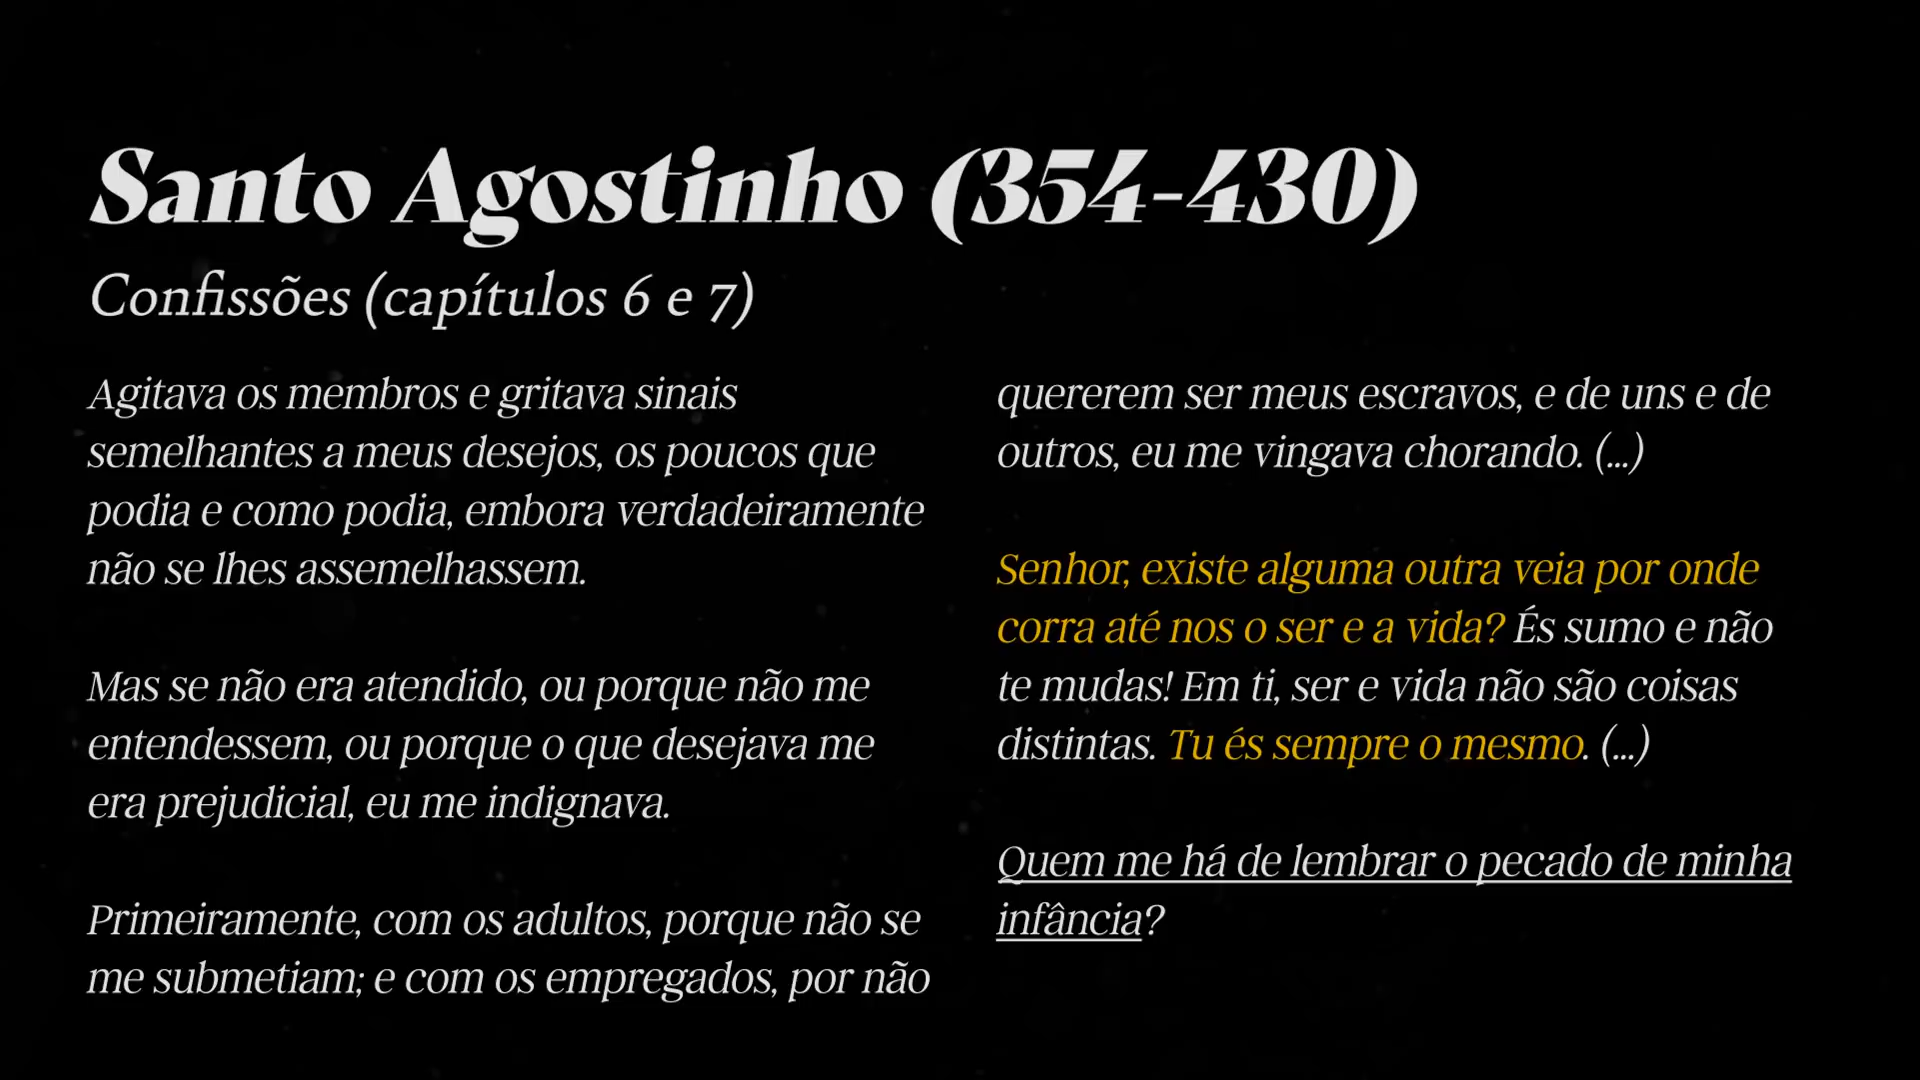 Santo Agostinho (354-430)
Confissões (capítulos 6 e 7)
Agitava os membros e gritava sinais
semelhantes a meus desejos, os poucos que
podia e como podia, embora verdadeiramente
não se lhes assemelhassem.
Mas se não era atendido, ou porque não me
entendessem, ou porque o que desejava me
era prejudicial, eu me indignava.
Primeiramente, com os adultos, porque não se
me submetiam; e com os empregados, por não
quererem ser meus escravos, e de uns e de
outros, eu me vingava chorando. (...)
Senhor, existe alguma outra veia por onde
corra até nos o ser e a vida? És sumo e não
te mudas! Em ti, ser e vida não são coisas
distintas. Tu és sempre o mesmo. (...)
Quem me há de lembrar o pecado de minha
infância?